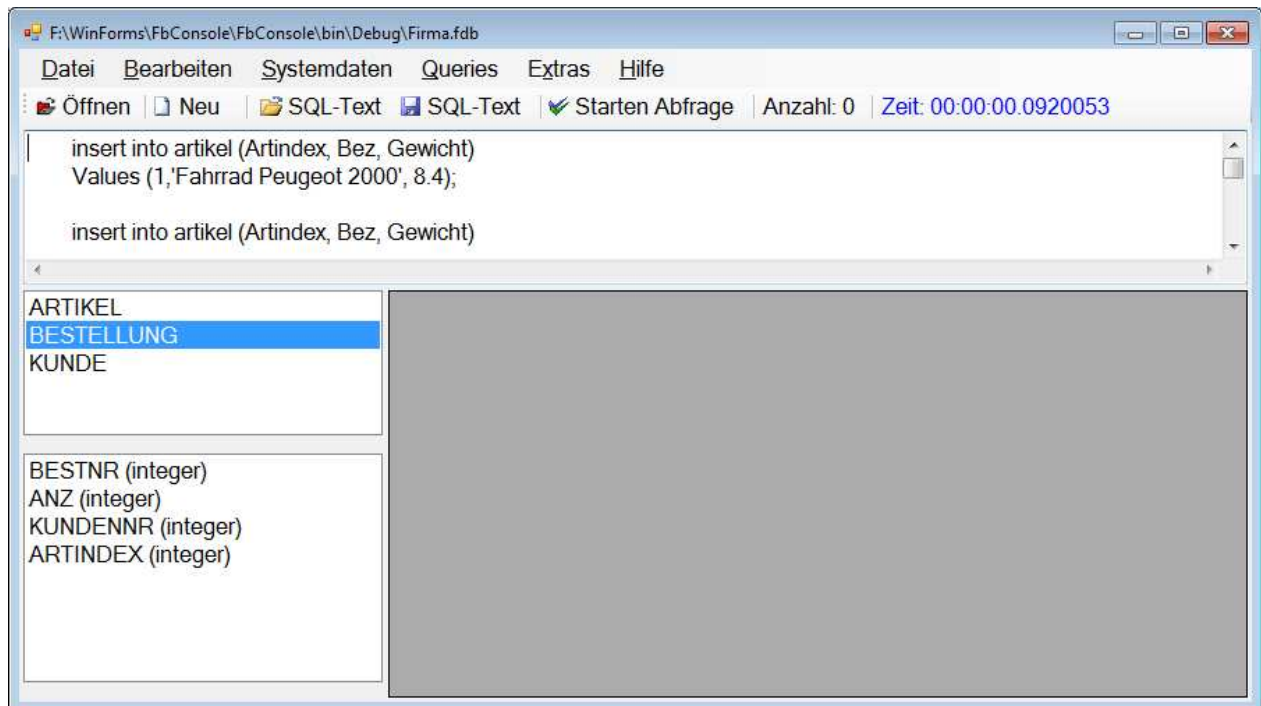 F:\WinForms\FbConsole\FbConsole\bin\Debug\Firma.fdb
Datei Bearbeiten Systemdaten Queries Extras Hilfe
Öffnen Neu SQL-Text SQL-Text Starten Abfrage Anzahl: 0 Zeit: 00:00:00.0920053
insert into artikel (Artindex, Bez, Gewicht)
Values (1,'Fahrrad Peugeot 2000', 8.4);
insert into artikel (Artindex, Bez, Gewicht)
ARTIKEL
BESTELLUNG
KUNDE
BESTNR (integer)
ANZ (integer)
KUNDENNR (integer)
ARTINDEX (integer)